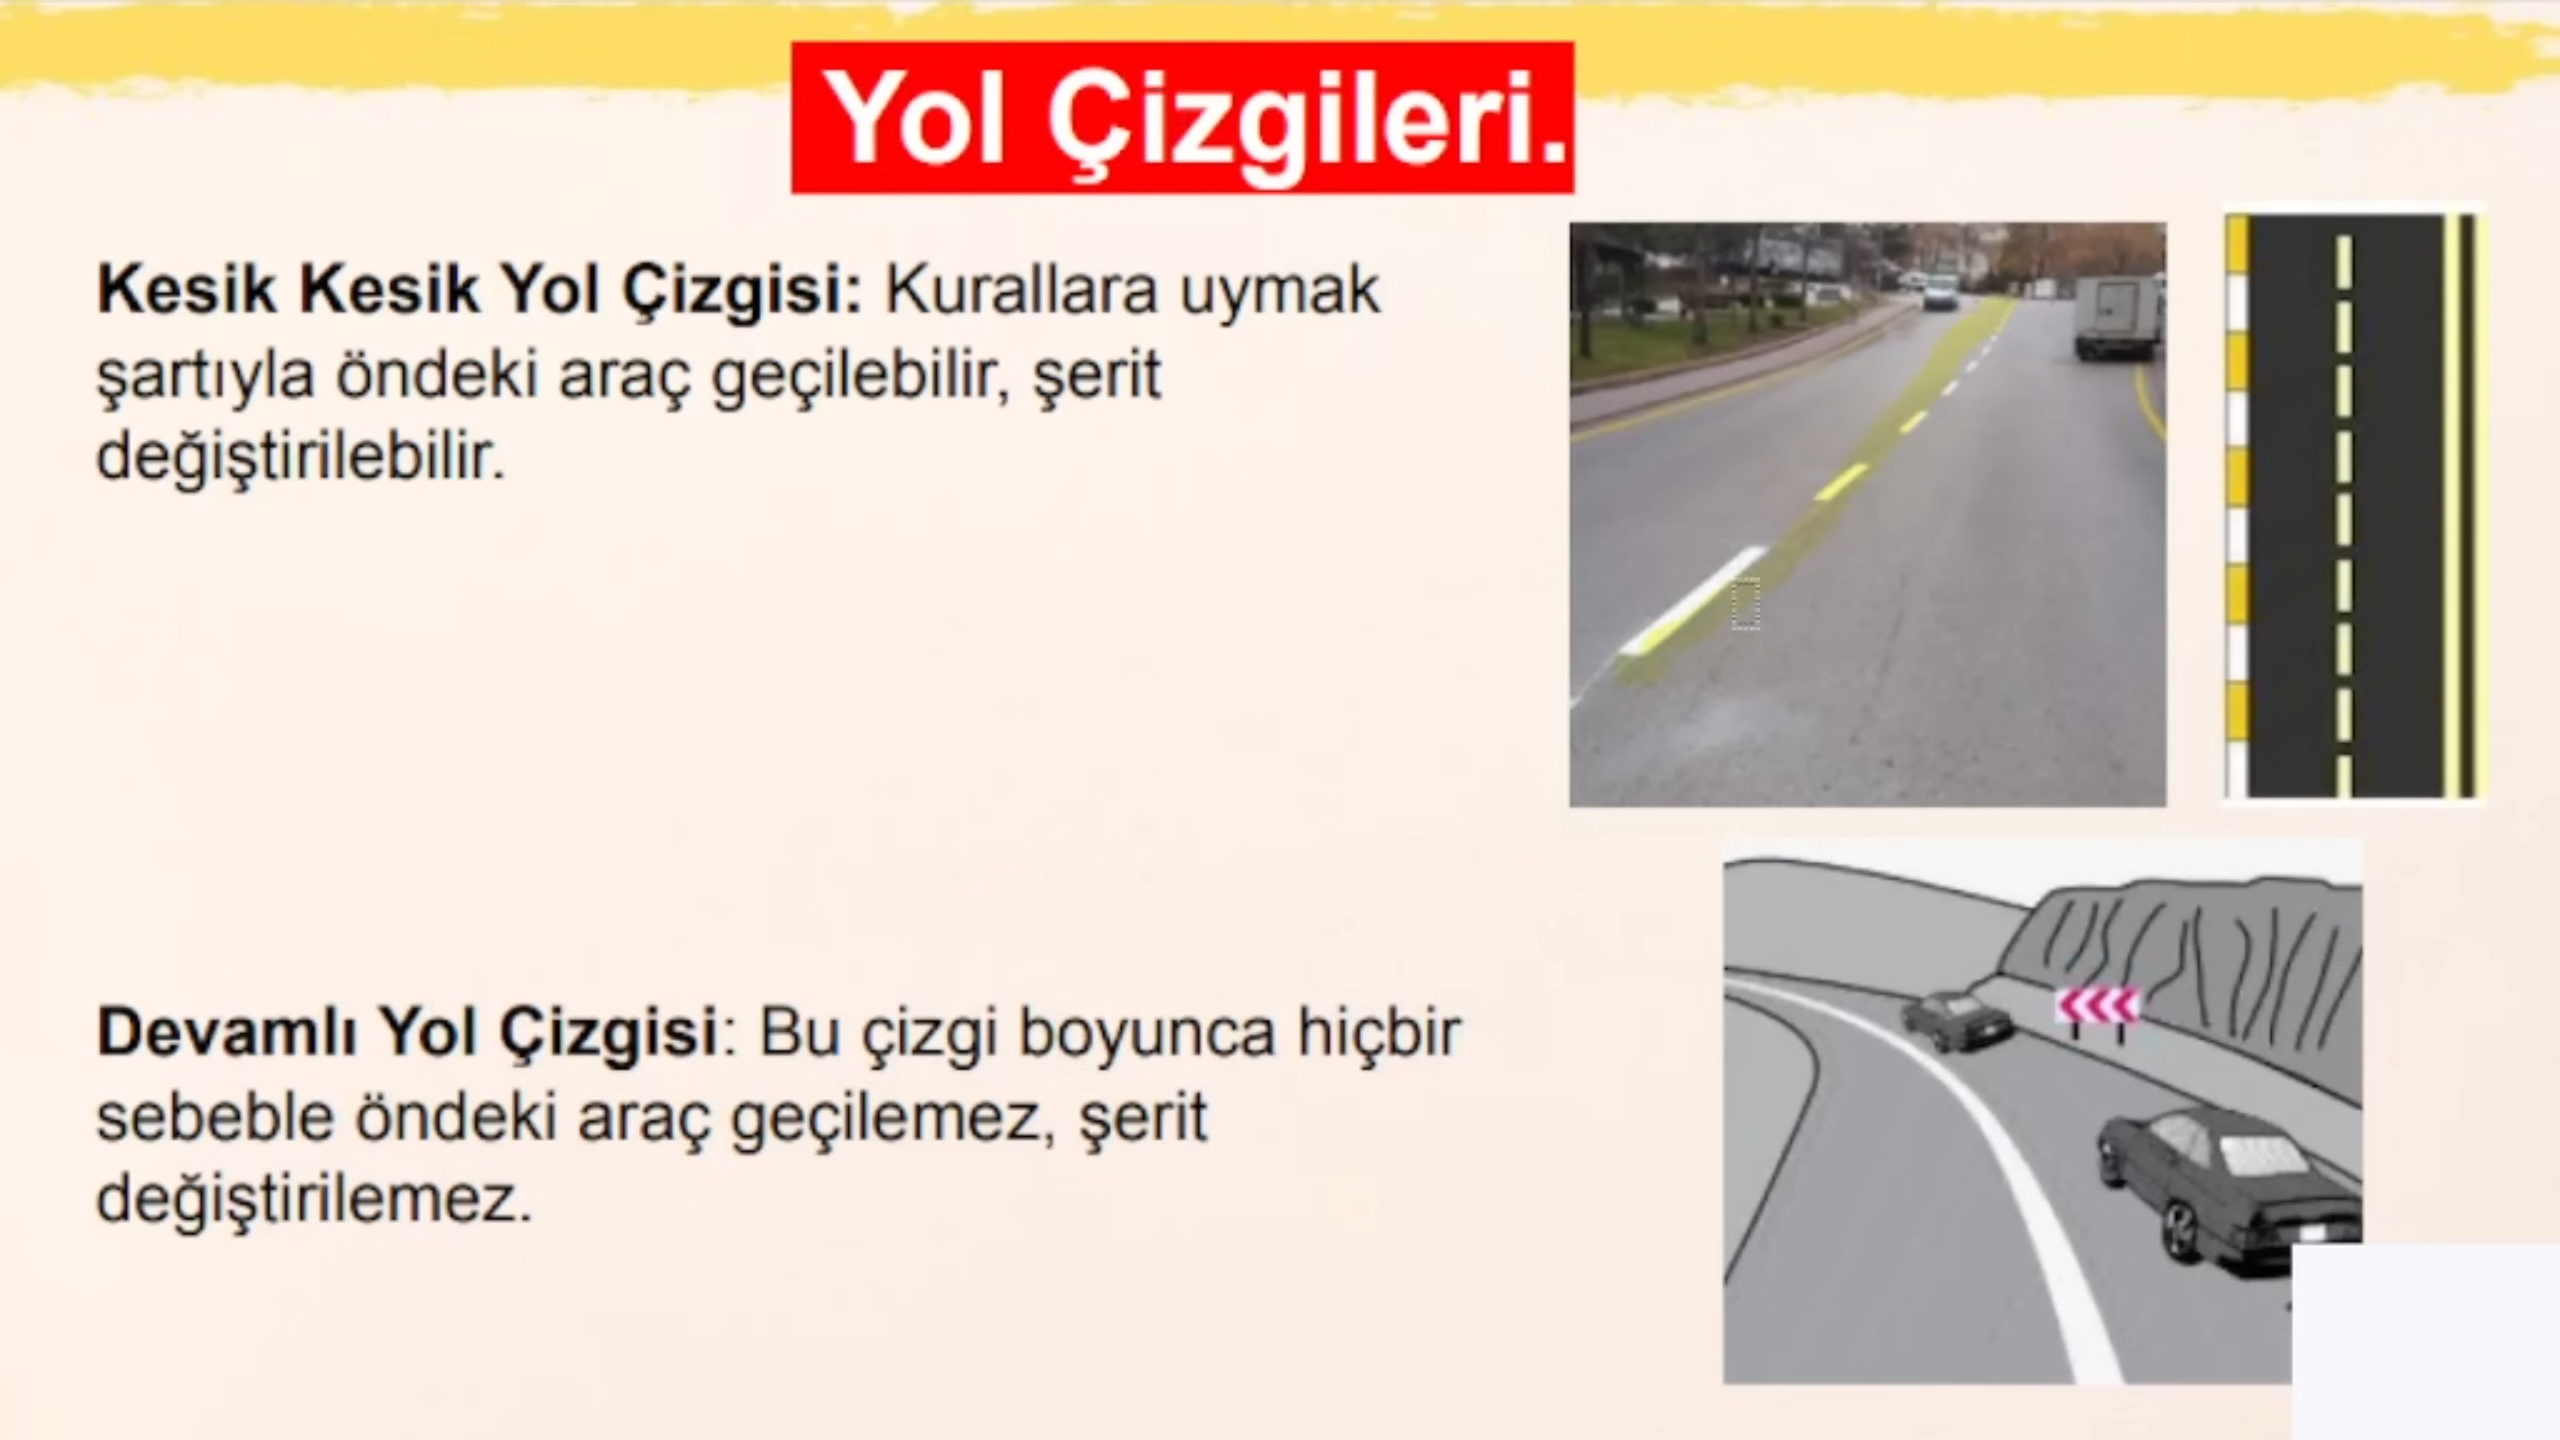 Yol Çizgileri.
Kesik Kesik Yol Çizgisi: Kurallara uymak
şartıyla öndeki araç geçilebilir, şerit
değiştirilebilir.
Devamlı Yol Çizgisi: Bu çizgi boyunca hiçbir
sebeble öndeki araç geçilemez, şerit
değiştirilemez.